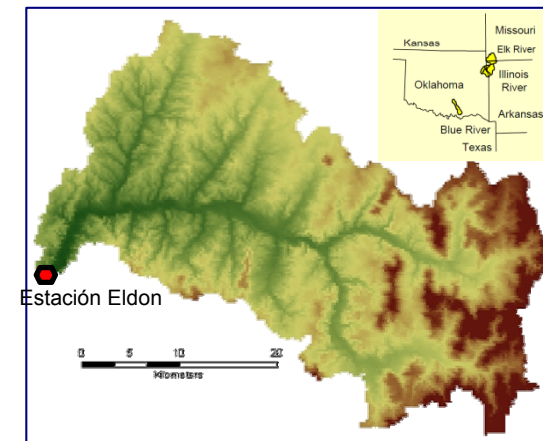 Missouri
Kansas
Elk River
Illinois
River
Oklahoma
Arkansas
Blue River
Texas
Estación Eldon
0 5 10 20
Kilometers